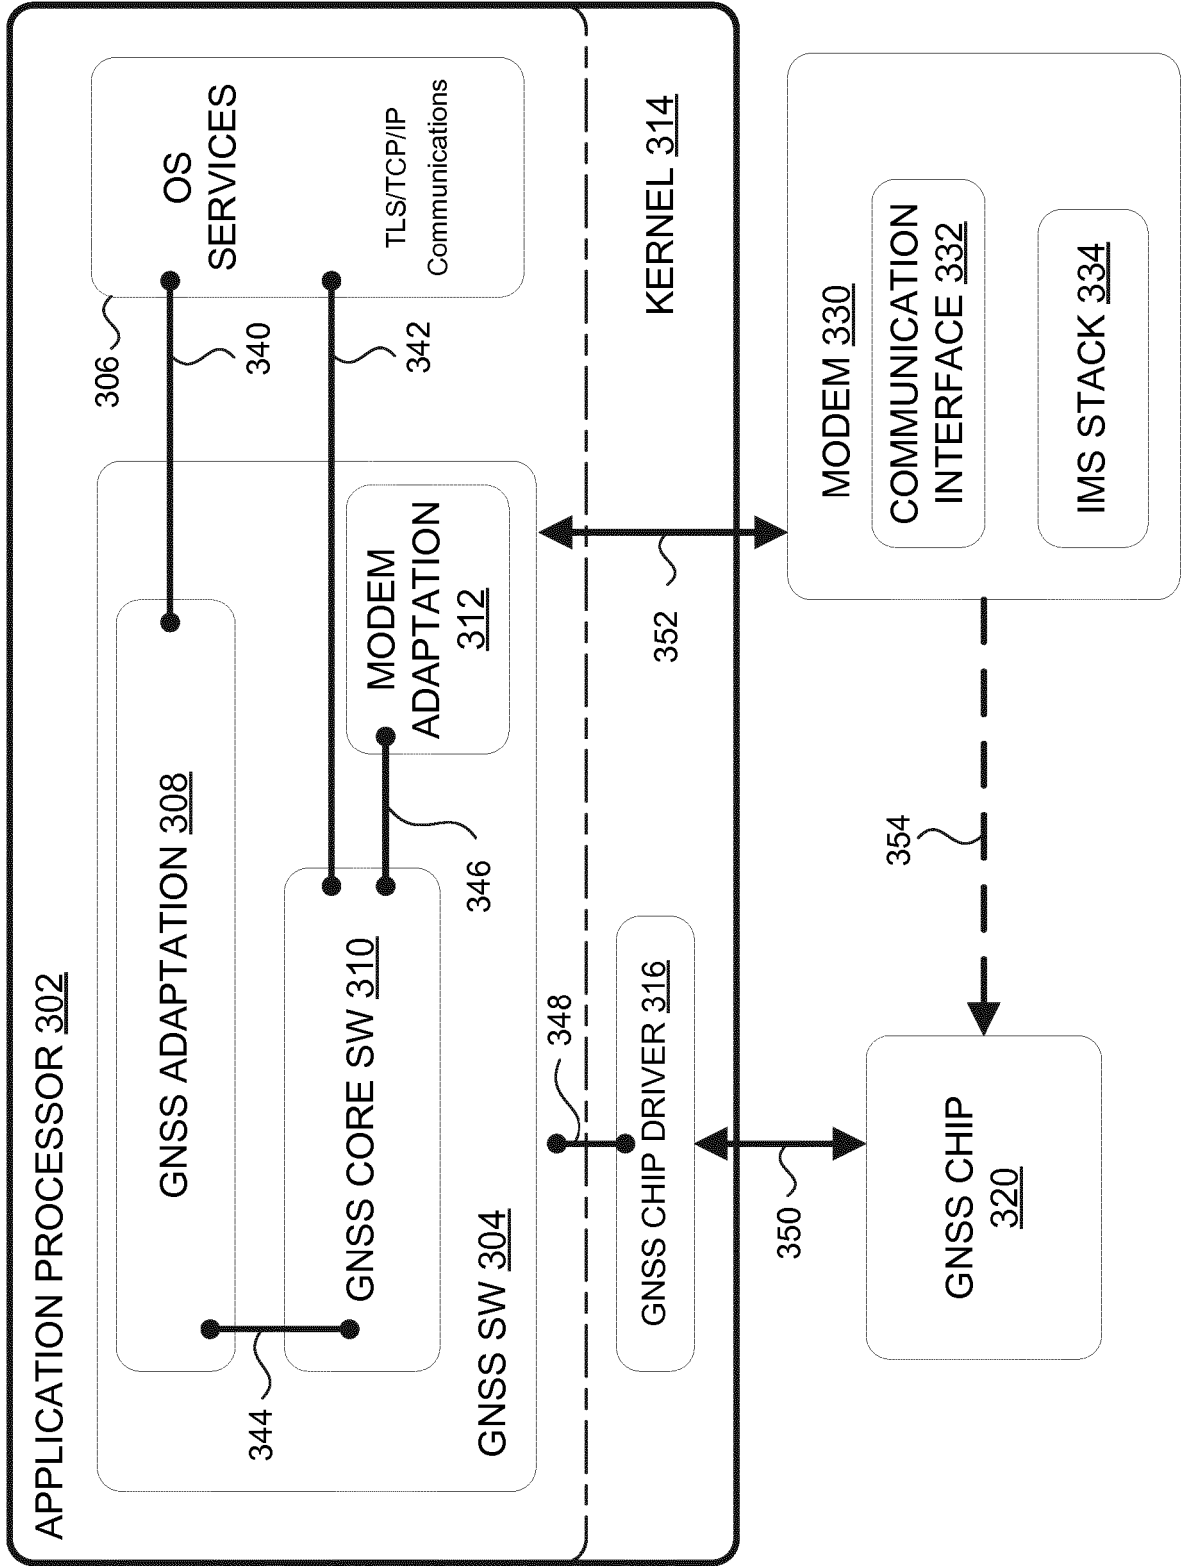 APPLICATION PROCESSOR 302
GNSS ADAPTATION 308
306
340
OS
SERVICES
344
GNSS CORE SW 310
346
MODEM
ADAPTATION
312
342
TLS/TCP/IP
Communications
GNSS SW 304
348
352
KERNEL 314
GNSS CHIP DRIVER 316
350
354
MODEM 330
COMMUNICATION
INTERFACE 332
GNSS CHIP
320
IMS STACK 334